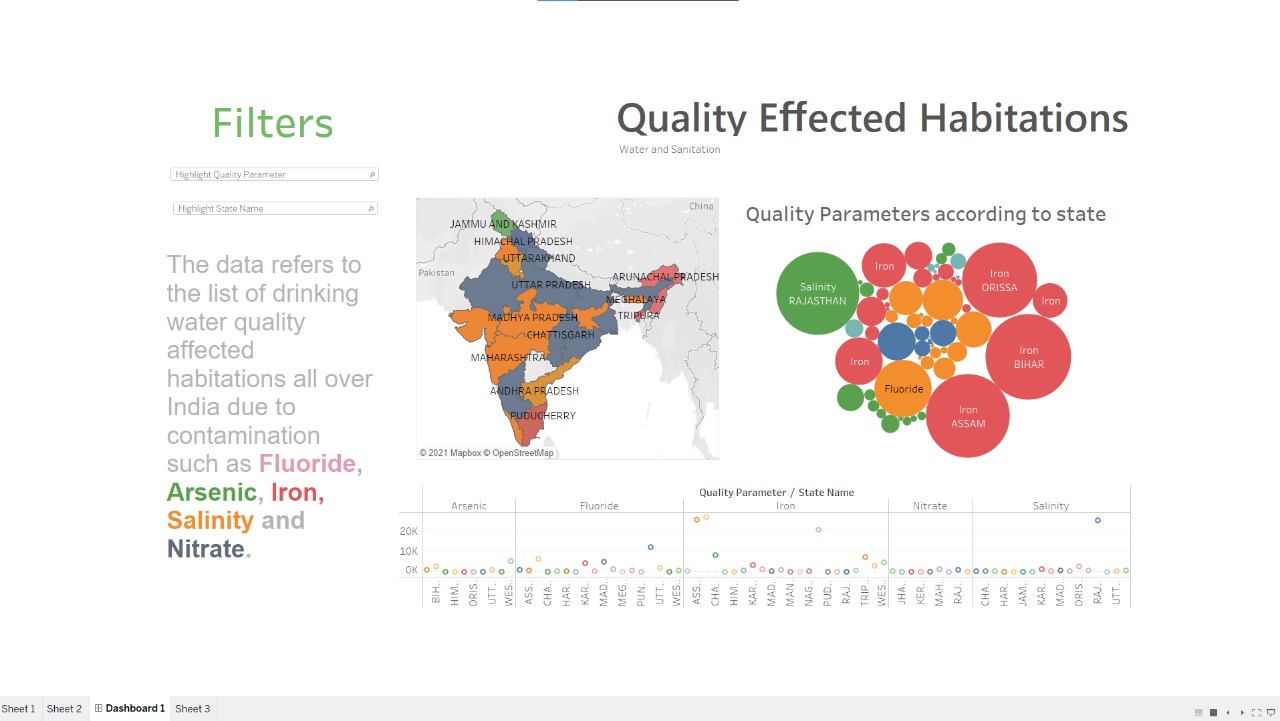 Filters
Highlight Quality Parameter
Highlight State Name
The data refers to
the list of drinking
water quality
affected
habitations all over
India due to
contamination
such as Fluoride,
Arsenic, Iron,
Salinity and
Nitrate.
Quality Effected Habitations
Water and Sanitation
China
JAMMU AND KASHMIR
HIMACHAL PRADESH
UTTARAKHAND
Pakistan
ARUNACHAL PRADESH
UTTAR PRADESH
MEGHALAYA
TRIPURA
MADHYA PRADESH
CHATTISGARH
MAHARASHTRA
ANDHRA PRADESH
PUDUCHERRY
© 2021 Mapbox © OpenStreetMap
Quality Parameters according to state
Iron
Iron
ORISSA
Salinity
RAJASTHAN
Iron
Iron
BIHAR
Iron
Fluoride
Iron
ASSAM
Quality Parameter / State Name
Arsenic Fluoride Iron Nitrate Salinity
20K
10K
0K
BIH.. HIM.. ORIS.. UTT.. WES.. ASS.. CHA.. HAR.. KAR.. MAD.. MEG.. PUN.. UTT.. WES.. ASS.. CHA.. HIM.. KAR.. MAD.. MAN.. NAG.. PUD.. RAJ.. TRIP.. WES.. JHA.. KER.. MAH.. RAJ.. CHA.. HAR.. JAM.. KAR.. MAD.. ORIS.. RAJ.. UTT..
Sheet 1 Sheet 2 Dashboard 1 Sheet 3